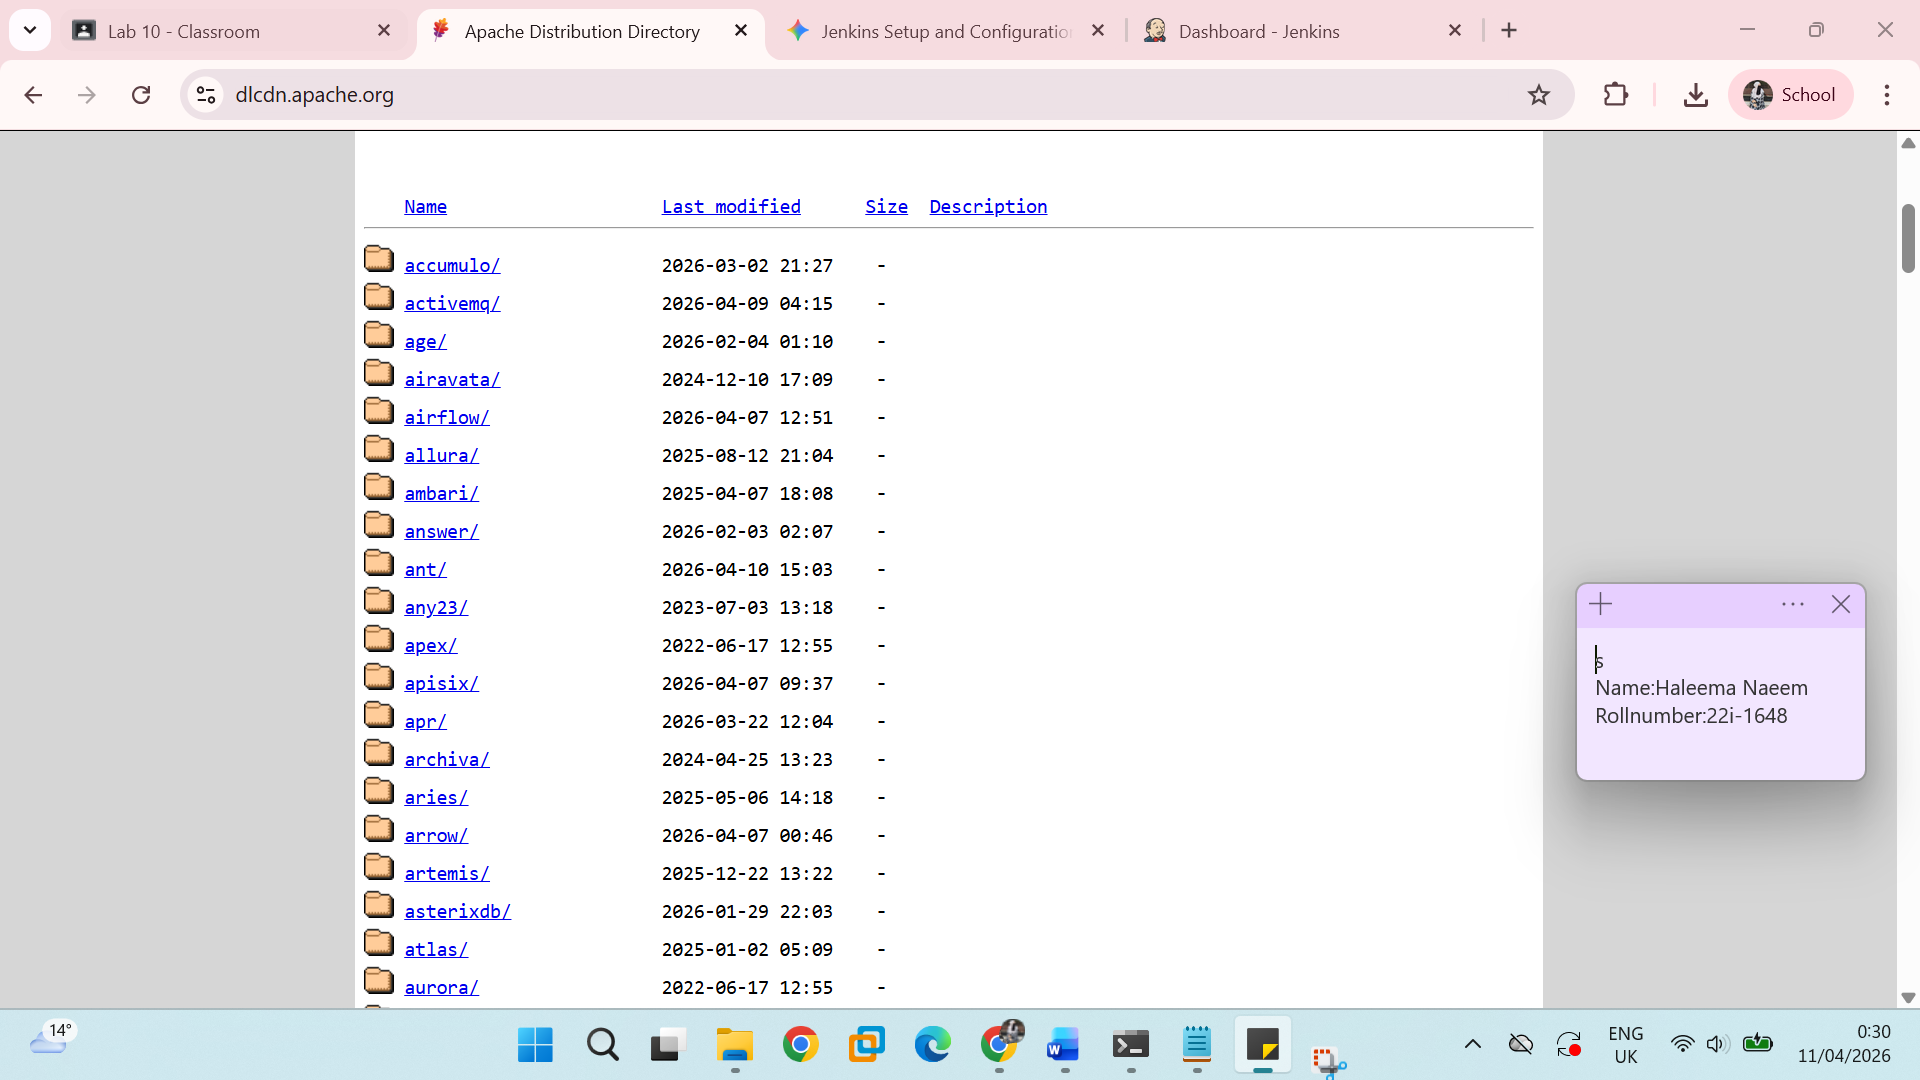 Lab 10 - Classroom
Apache Distribution Directory
Jenkins Setup and Configuratio
Dashboard - Jenkins
dlcdn.apache.org
School
Name Last modified Size Description
accumulo/ 2026-03-02 21:27 -
activemq/ 2026-04-09 04:15 -
age/ 2026-02-04 01:10 -
airavata/ 2024-12-10 17:09 -
airflow/ 2026-04-07 12:51 -
allura/ 2025-08-12 21:04 -
ambari/ 2025-04-07 18:08 -
answer/ 2026-02-03 02:07 -
ant/ 2026-04-10 15:03 -
any23/ 2023-07-03 13:18 -
apex/ 2022-06-17 12:55 -
apisix/ 2026-04-07 09:37 -
apr/ 2026-03-22 12:04 -
archiva/ 2024-04-25 13:23 -
aries/ 2025-05-06 14:18 -
arrow/ 2026-04-07 00:46 -
artemis/ 2025-12-22 13:22 -
asterixdb/ 2026-01-29 22:03 -
atlas/ 2025-01-02 05:09 -
aurora/ 2022-06-17 12:55 -
s
Name:Haleema Naeem
Rollnumber:22i-1648
14°
ENG
UK
0:30
11/04/2026